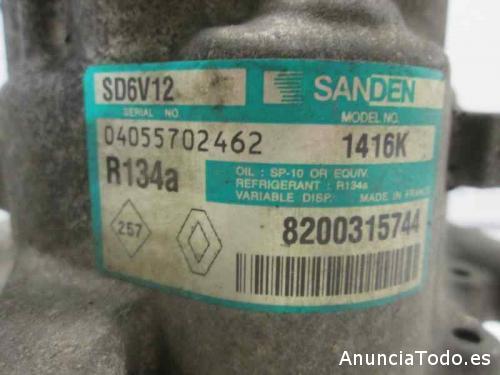 SD6V12
SANDEN
SERIAL NO.
MODEL NO.
04055702462
1416K
R134a
OIL : SP-10 OR EQUIV.
REFRIGERANT : R134a
VARIABLE DISP. MADE IN FRANCE
257
8200315744
AnunciaTodo.es